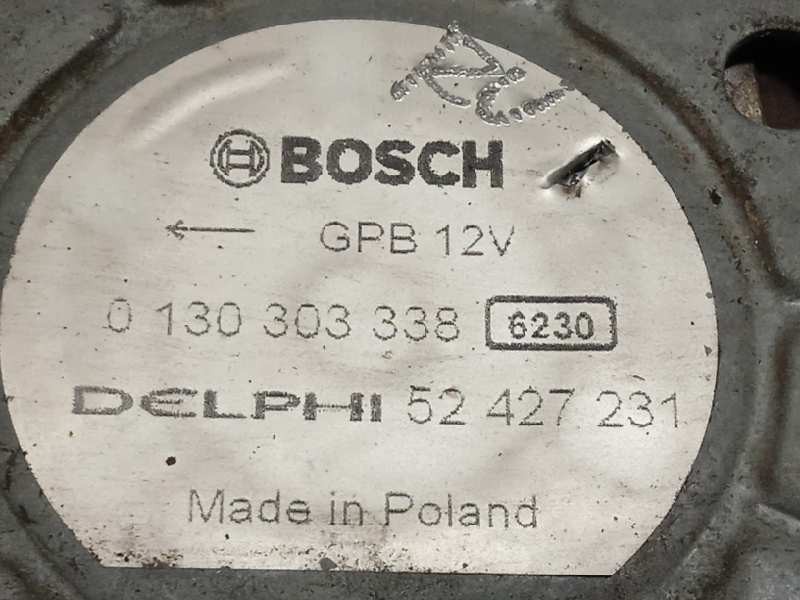 BOSCH
GPB 12V
0 130 303 338 6230
DELPHI 52 427 231
Made in Poland